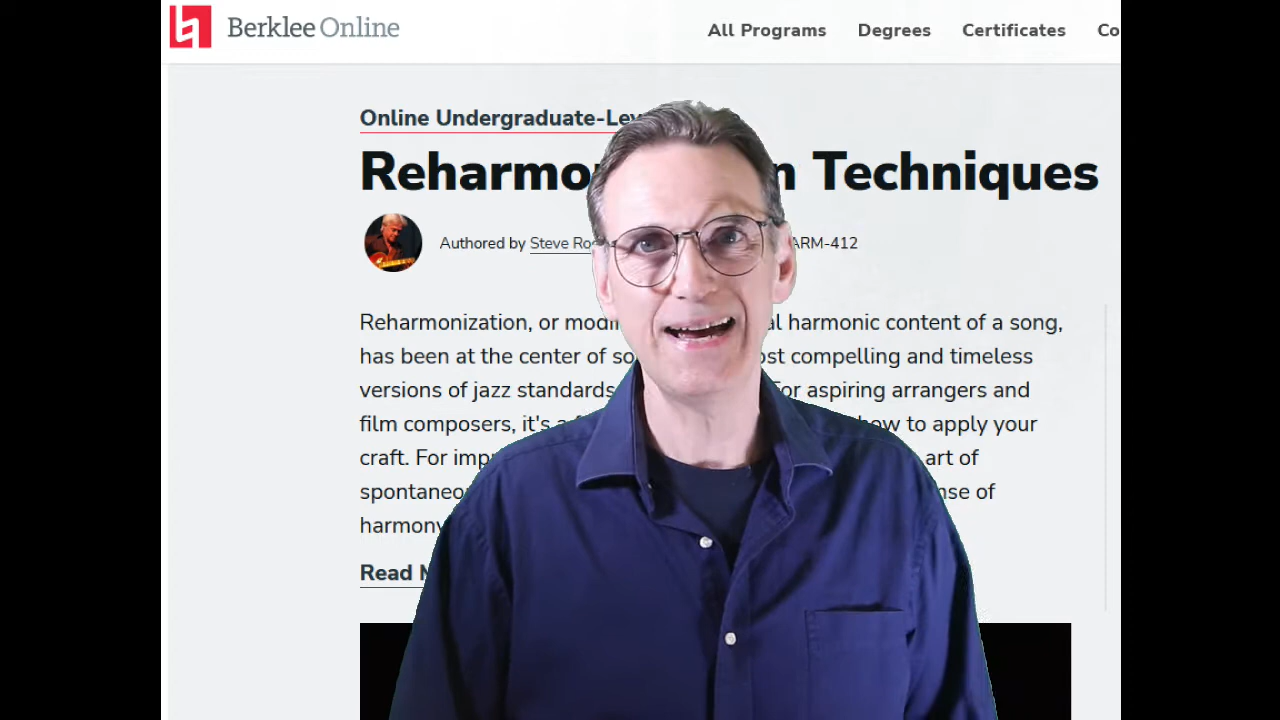 Berklee Online
All Programs Degrees Certificates Co
Online Undergraduate-Lev
Reharmo n Techniques
Authored by Steve Ro ARM-412
Reharmonization, or modi al harmonic content of a song,
has been at the center of so ost compelling and timeless
versions of jazz standards For aspiring arrangers and
film composers, it's a how to apply your
craft. For imp art of
spontaneo nse of
harmony
Read M